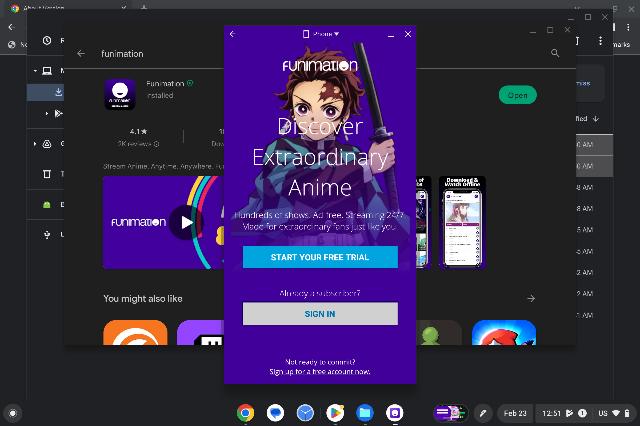 About Version
funimation
Phone
FUNIMATION
Discover
Extraordinary
Anime
Hundreds of shows. Ad free. Streaming 24/7
Made for extraordinary fans just like you
START YOUR FREE TRIAL
Already a subscriber?
SIGN IN
Not ready to commit?
Sign up for a free account now.
Funimation
Installed
Open
4.1★
2K reviews
Stream Anime, Anytime, Anywhere.
FUNIMATION
Download &
Watch Offline
You might also like
Feb 23
12:51
US